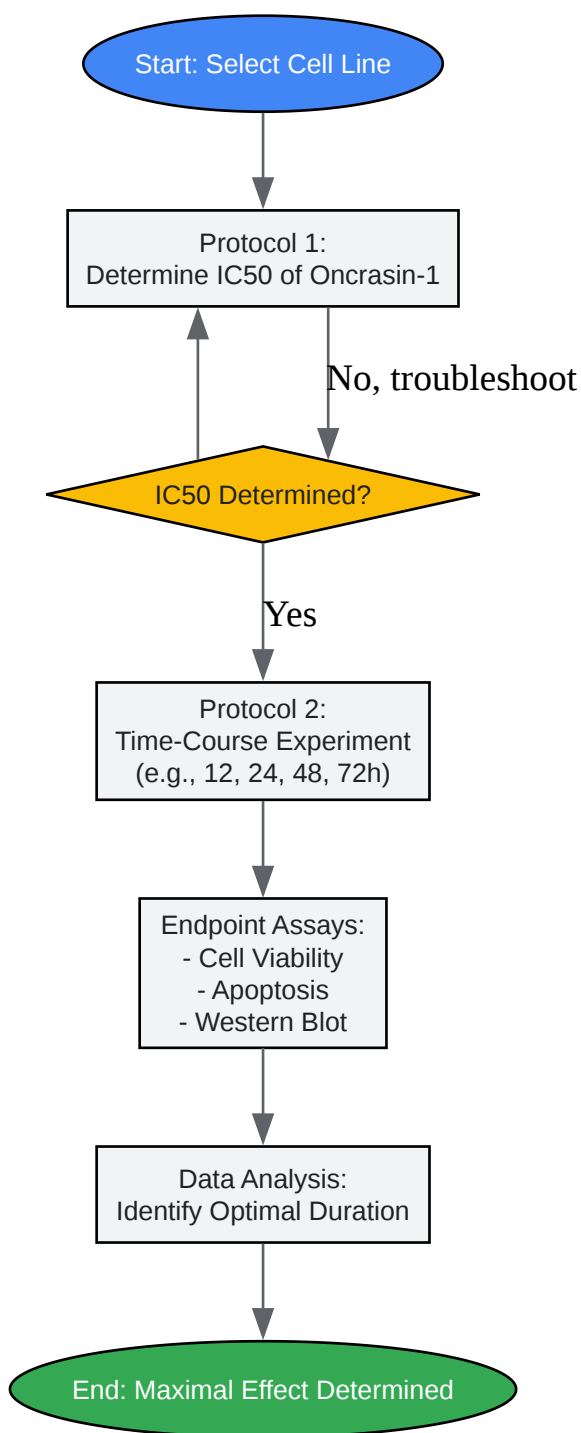 Start: Select Cell Line
Protocol 1:
Determine IC50 of Oncrasin-1
No, troubleshoot
IC50 Determined?
Yes
Protocol 2:
Time-Course Experiment
(e.g., 12, 24, 48, 72h)
Endpoint Assays:
- Cell Viability
- Apoptosis
- Western Blot
Data Analysis:
Identify Optimal Duration
End: Maximal Effect Determined